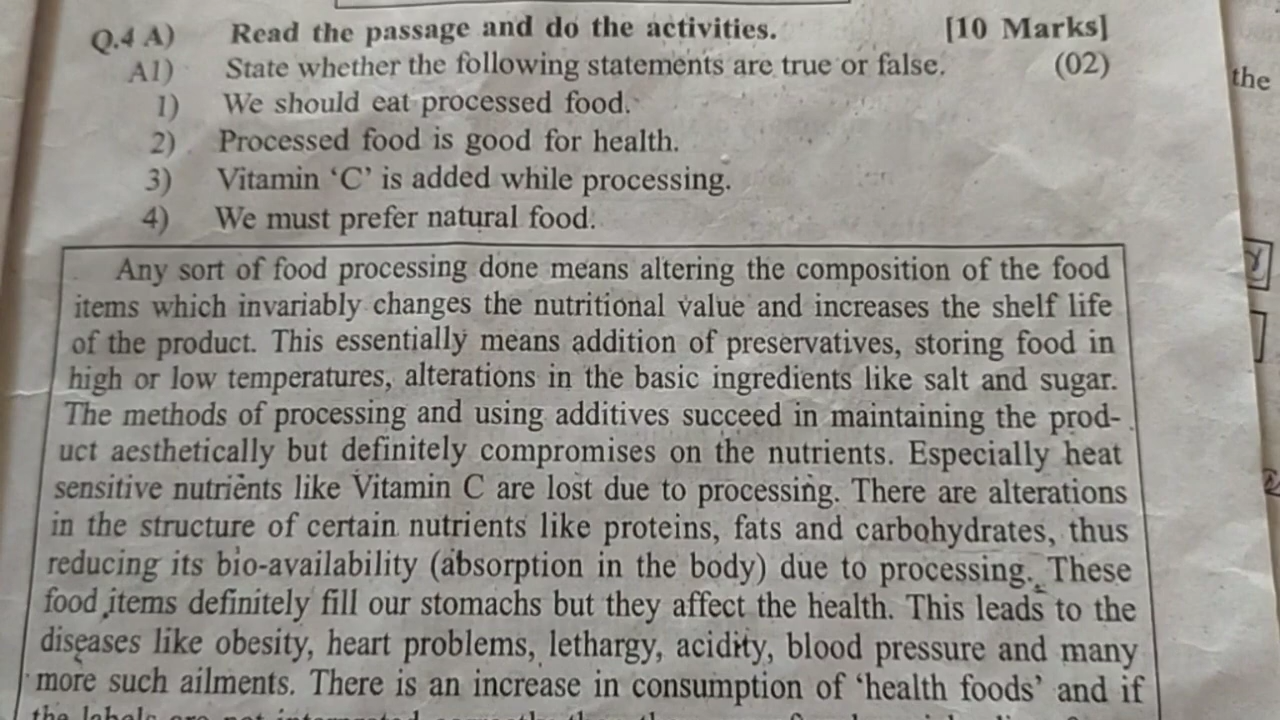 Q.4 A) Read the passage and do the activities. [10 Marks]
A1) State whether the following statements are true or false. (02)
1) We should eat processed food.
2) Processed food is good for health.
3) Vitamin ‘C’ is added while processing.
4) We must prefer natural food.
Any sort of food processing done means altering the composition of the food
items which invariably changes the nutritional value and increases the shelf life
of the product. This essentially means addition of preservatives, storing food in
high or low temperatures, alterations in the basic ingredients like salt and sugar.
The methods of processing and using additives succeed in maintaining the prod-
uct aesthetically but definitely compromises on the nutrients. Especially heat
sensitive nutrients like Vitamin C are lost due to processing. There are alterations
in the structure of certain nutrients like proteins, fats and carbohydrates, thus
reducing its bio-availability (absorption in the body) due to processing. These
food items definitely fill our stomachs but they affect the health. This leads to the
diseases like obesity, heart problems, lethargy, acidity, blood pressure and many
more such ailments. There is an increase in consumption of ‘health foods’ and if
the labels are not
the